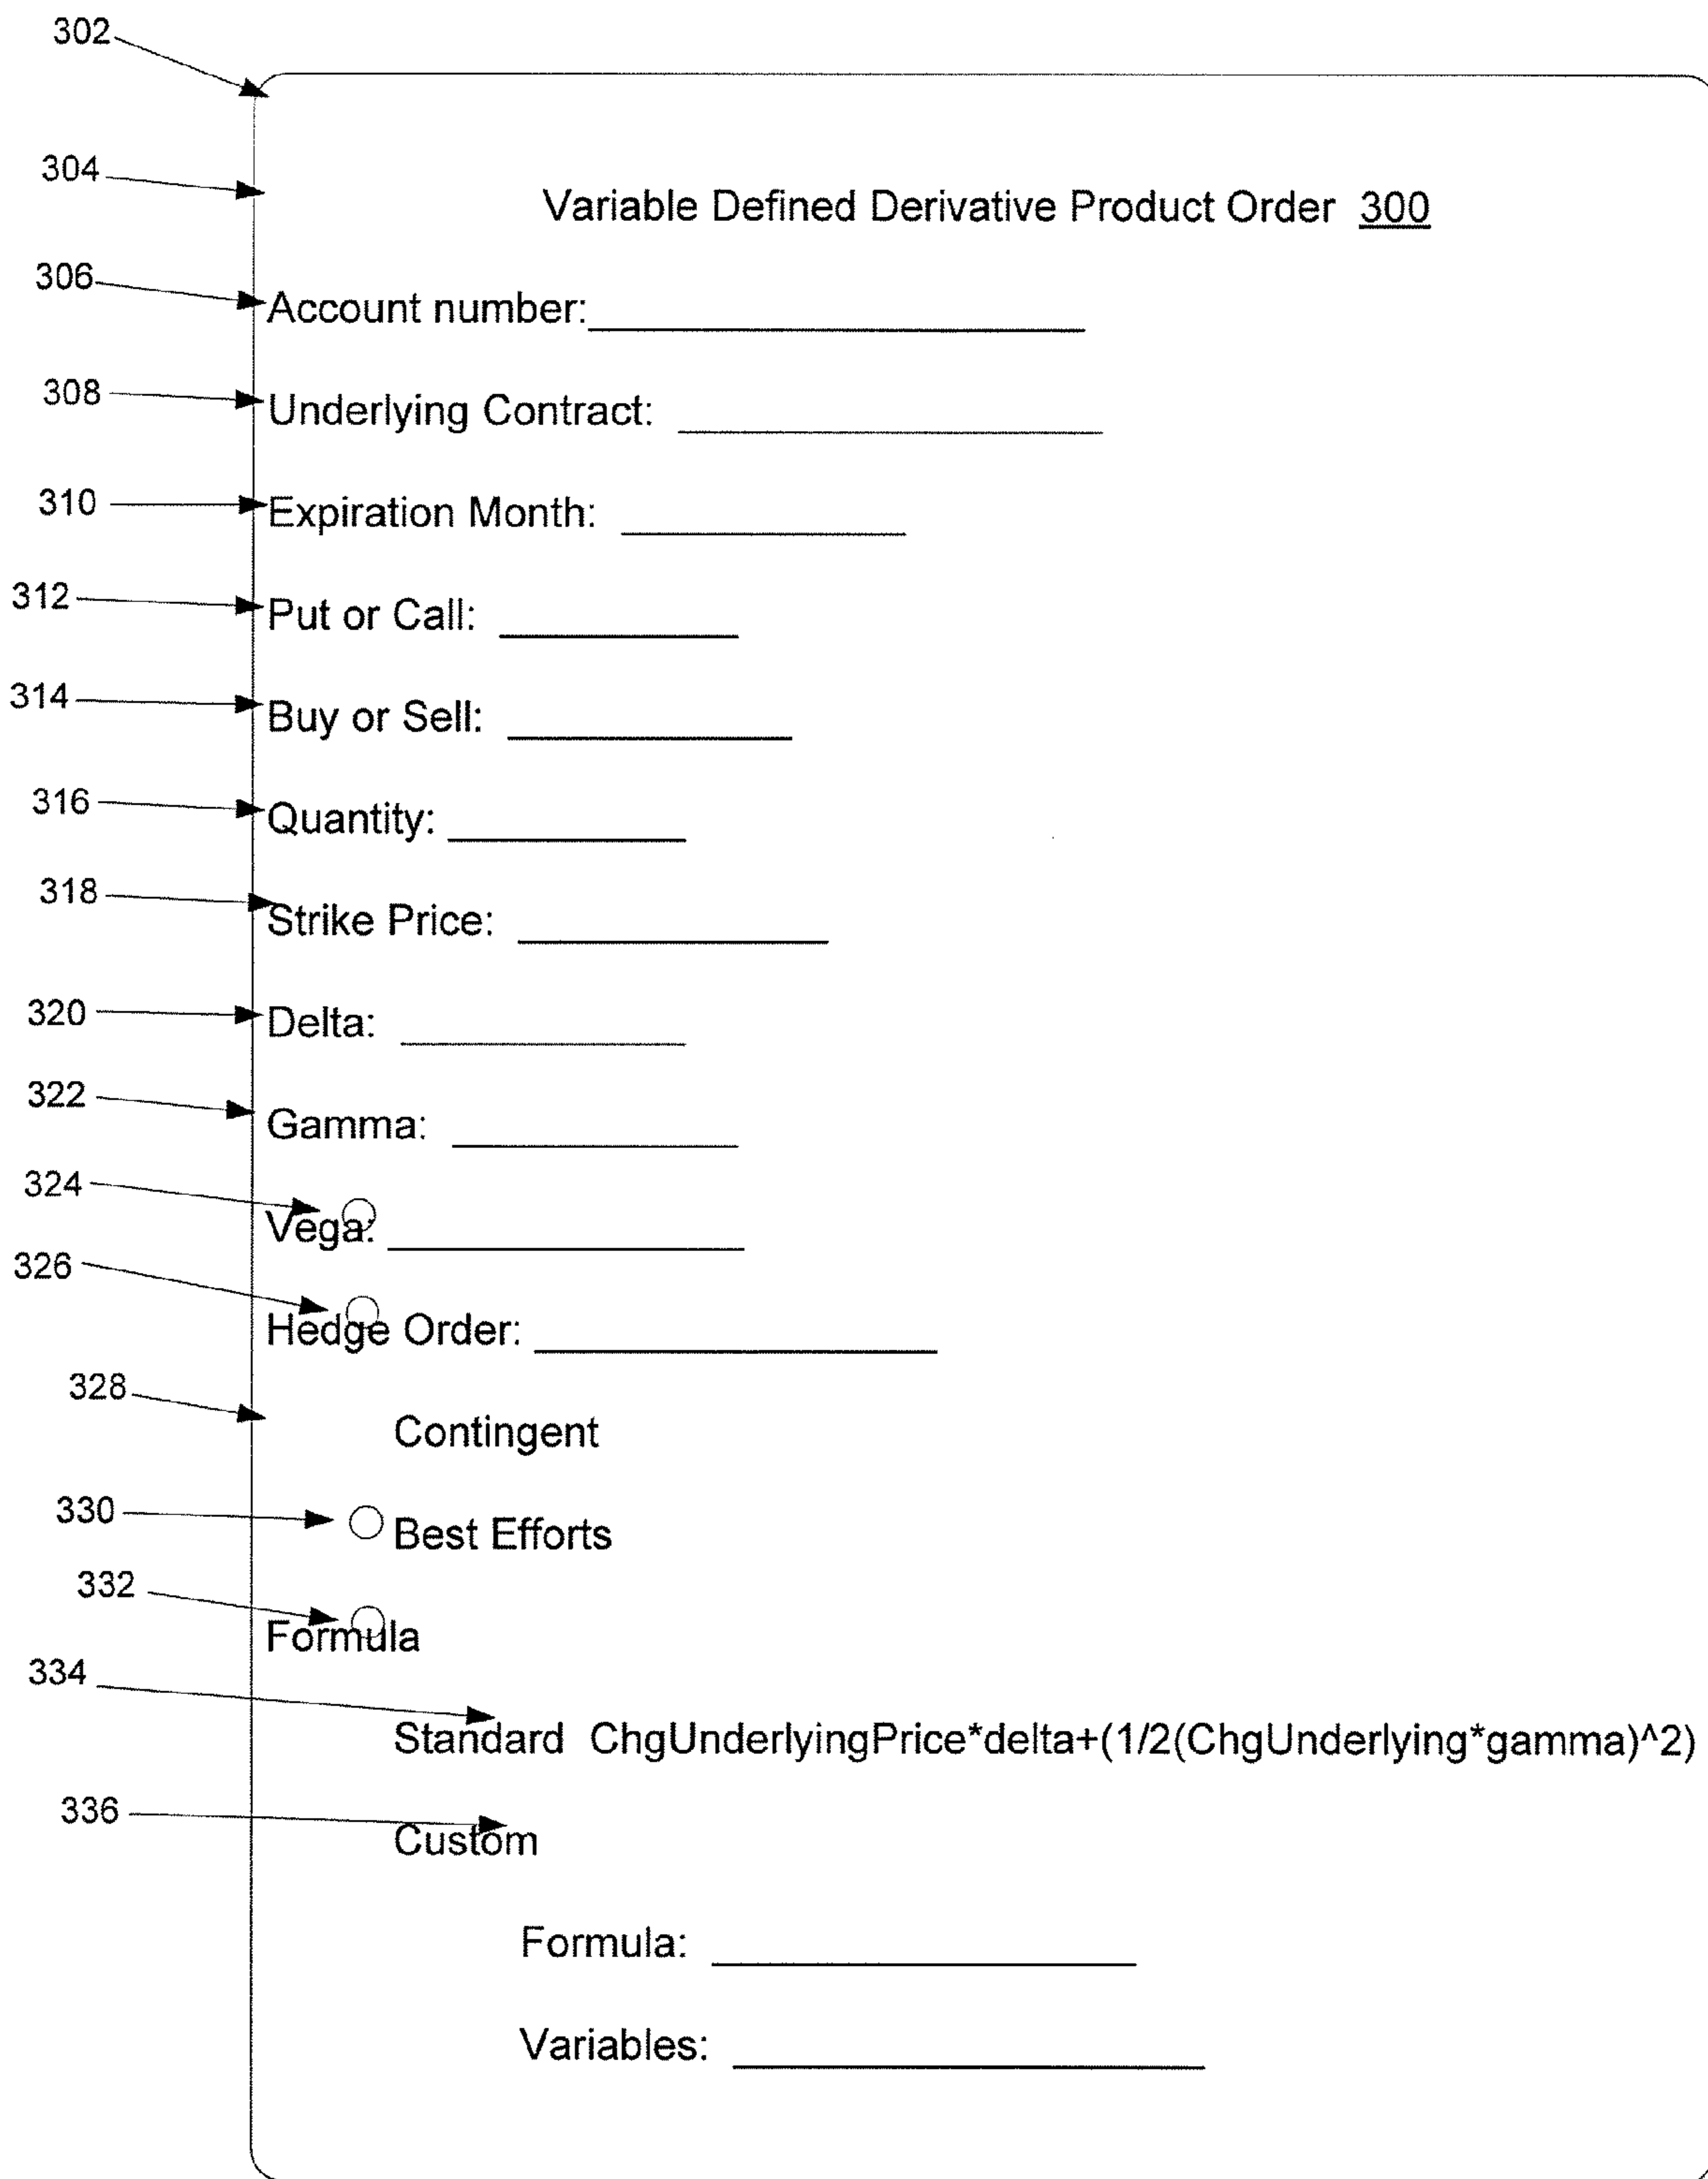 302
304
Variable Defined Derivative Product Order 300
306
Account number:
308
Underlying Contract:
310
Expiration Month:
312
Put or Call:
314
Buy or Sell:
316
Quantity:
318
Strike Price:
320
Delta:
322
Gamma:
324
Vega:
326
Hedge Order:
328
Contingent
330
Best Efforts
332
Formula
334
Standard ChgUnderlyingPrice*delta+(1/2(ChgUnderlying*gamma)^2)
336
Custom
Formula:
Variables: